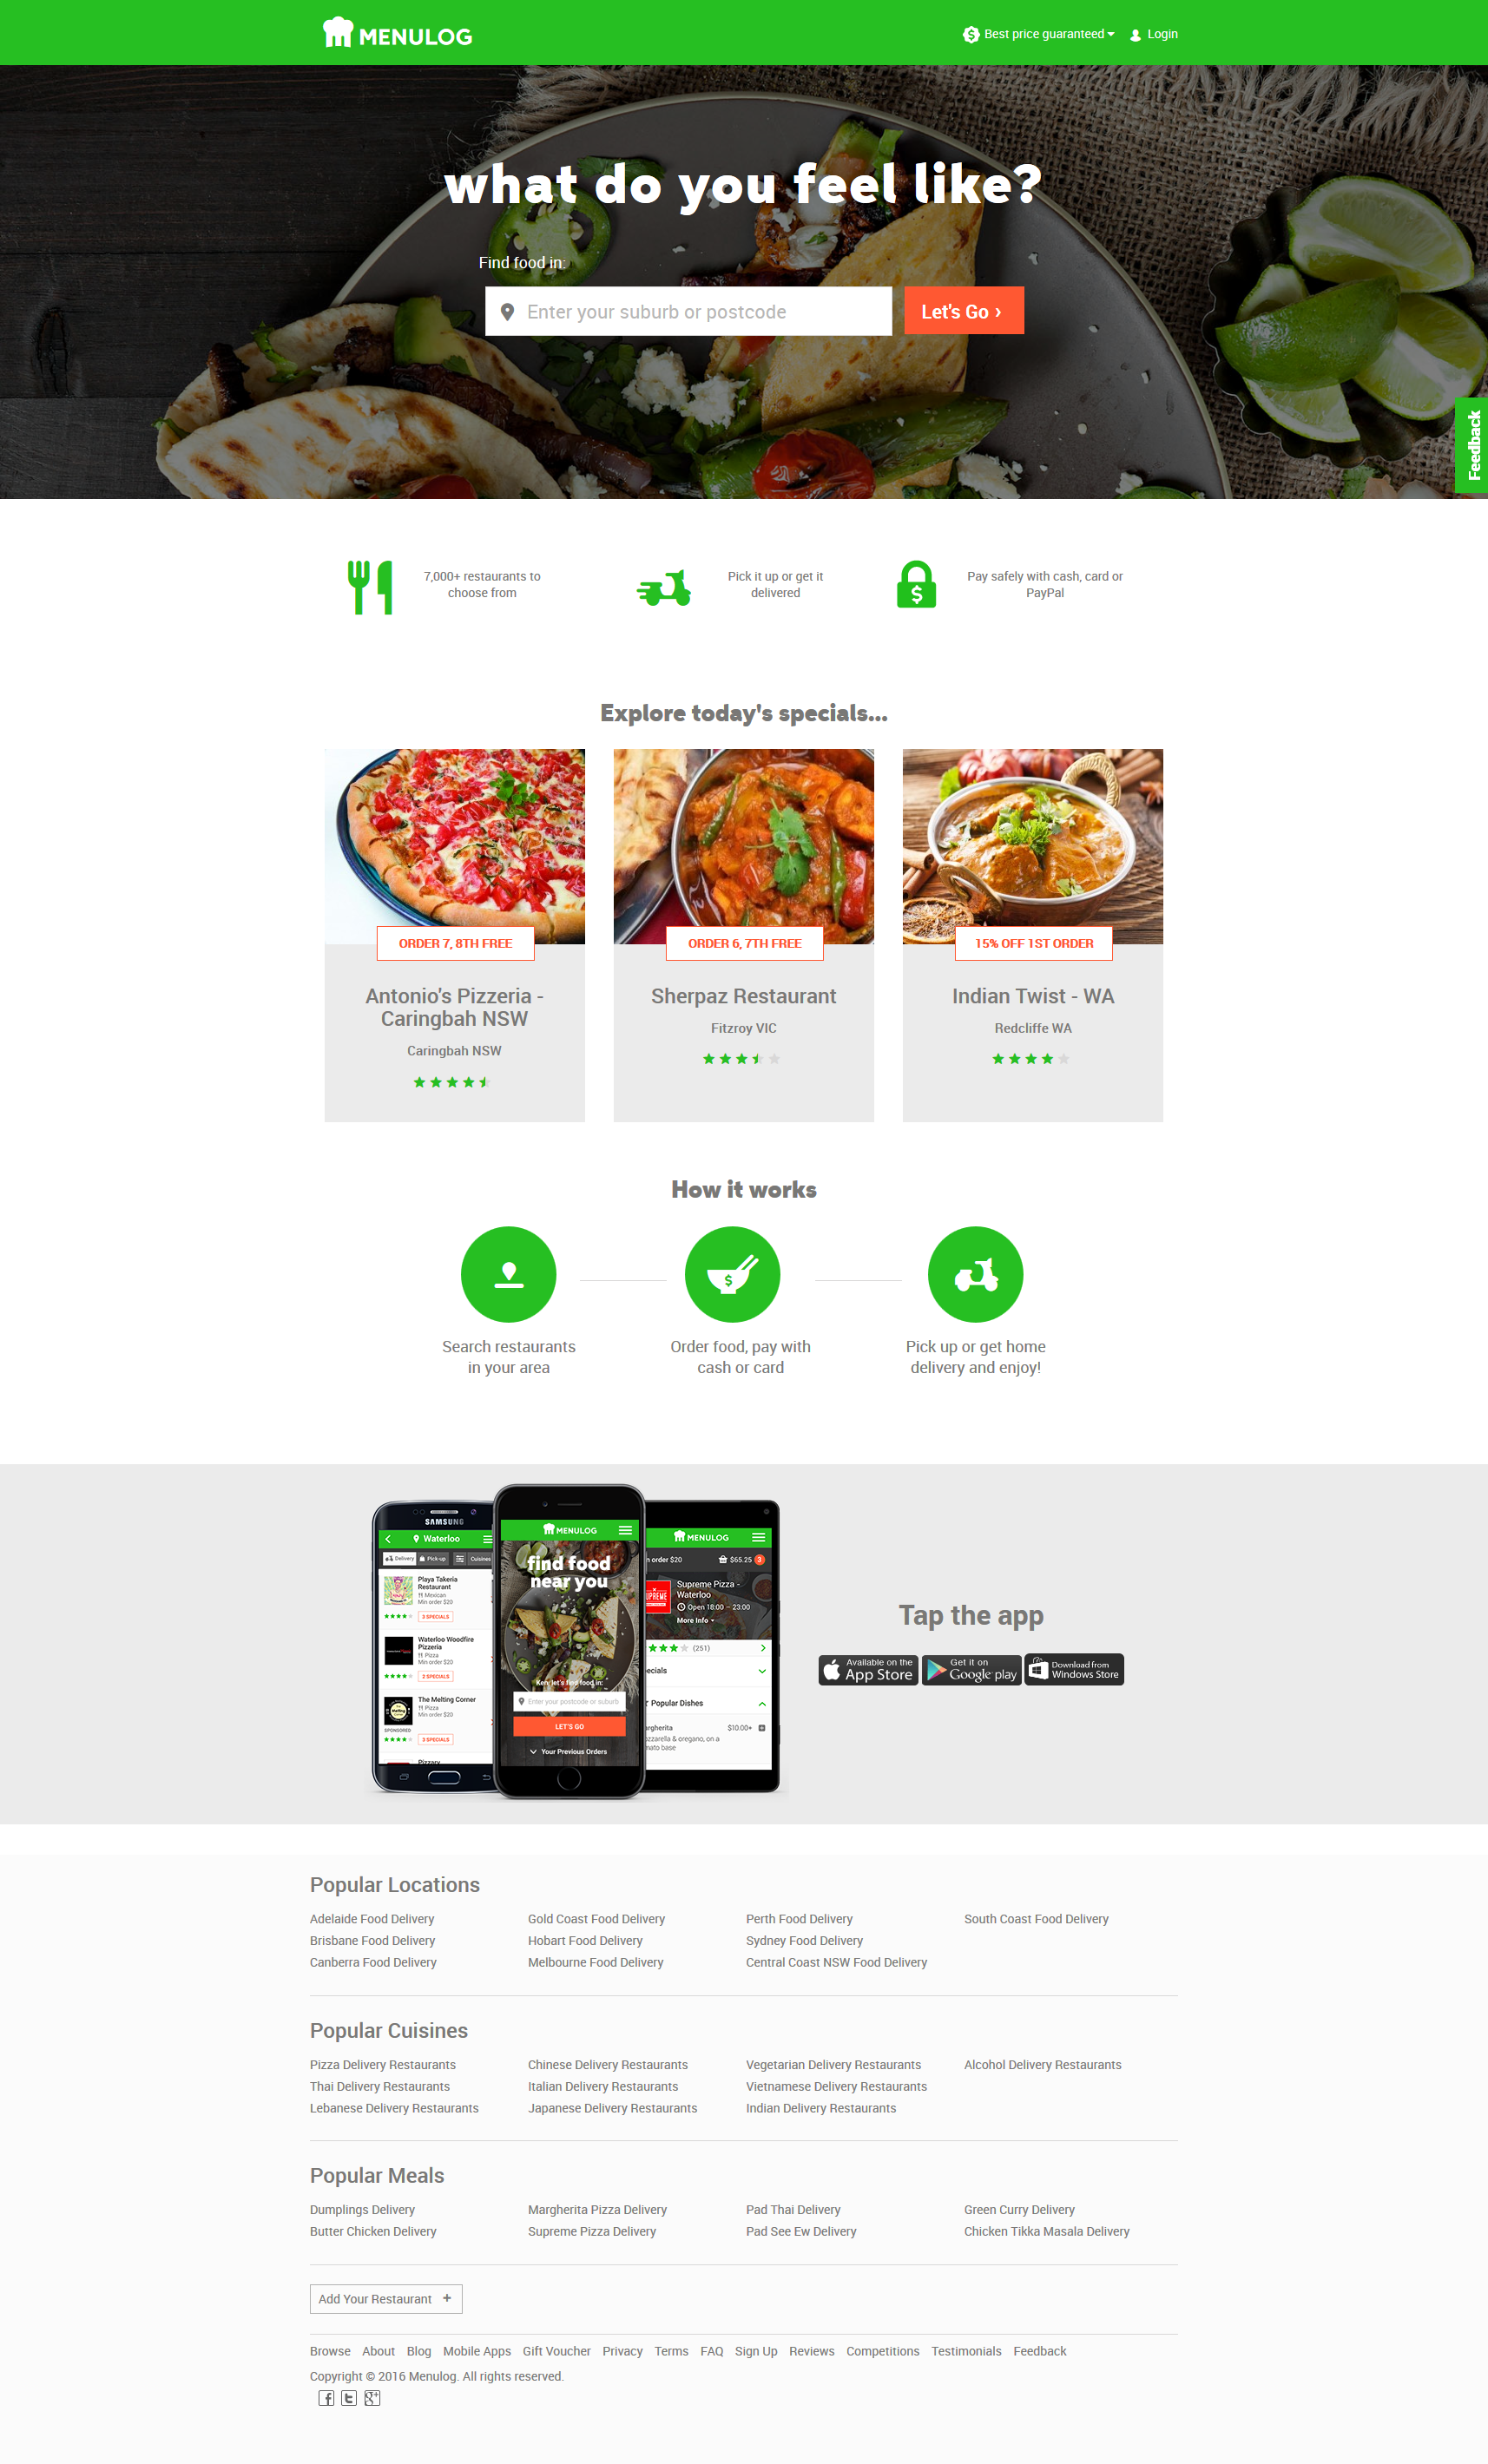 MENULOG
Best price guaranteed
Login
what do you feel like?
Find food in:
Enter your suburb or postcode
Let's Go ›
Feedback
7,000+ restaurants to
choose from
Pick it up or get it
delivered
Pay safely with cash, card or
PayPal
Explore today's specials...
ORDER 7, 8TH FREE
Antonio's Pizzeria -
Caringbah NSW
Caringbah NSW
ORDER 6, 7TH FREE
Sherpaz Restaurant
Fitzroy VIC
15% OFF 1ST ORDER
Indian Twist - WA
Redcliffe WA
How it works
Search restaurants
in your area
Order food, pay with
cash or card
Pick up or get home
delivery and enjoy!
SAMSUNG
Waterloo
Delivery Pick-up Cuisines
Playa Takeria
Restaurant
Mexican
Min order $20
3 SPECIALS
Waterloo Woodfire
Pizzeria
Pizza
Min order $20
2 SPECIALS
The Melting Corner
Pizza
Min order $20
SPONSORED
3 SPECIALS
Pizzary
MENULOG
find food
near you
Ken, let's find food in:
Enter your postcode or suburb
LET'S GO
Your Previous Orders
MENULOG
n order $20 $65.25 3
Supreme Pizza -
Waterloo
Open 18:00 – 23:00
More Info
(251)
ecials
Popular Dishes
argherita $10.00+
ozzarella & oregano, on a
mato base
Tap the app
Available on the
App Store
Get it on
Google play
Download from
Windows Store
Popular Locations
Adelaide Food Delivery Gold Coast Food Delivery Perth Food Delivery South Coast Food Delivery
Brisbane Food Delivery Hobart Food Delivery Sydney Food Delivery
Canberra Food Delivery Melbourne Food Delivery Central Coast NSW Food Delivery
Popular Cuisines
Pizza Delivery Restaurants Chinese Delivery Restaurants Vegetarian Delivery Restaurants Alcohol Delivery Restaurants
Thai Delivery Restaurants Italian Delivery Restaurants Vietnamese Delivery Restaurants
Lebanese Delivery Restaurants Japanese Delivery Restaurants Indian Delivery Restaurants
Popular Meals
Dumplings Delivery Margherita Pizza Delivery Pad Thai Delivery Green Curry Delivery
Butter Chicken Delivery Supreme Pizza Delivery Pad See Ew Delivery Chicken Tikka Masala Delivery
Add Your Restaurant +
Browse About Blog Mobile Apps Gift Voucher Privacy Terms FAQ Sign Up Reviews Competitions Testimonials Feedback
Copyright © 2016 Menulog. All rights reserved.